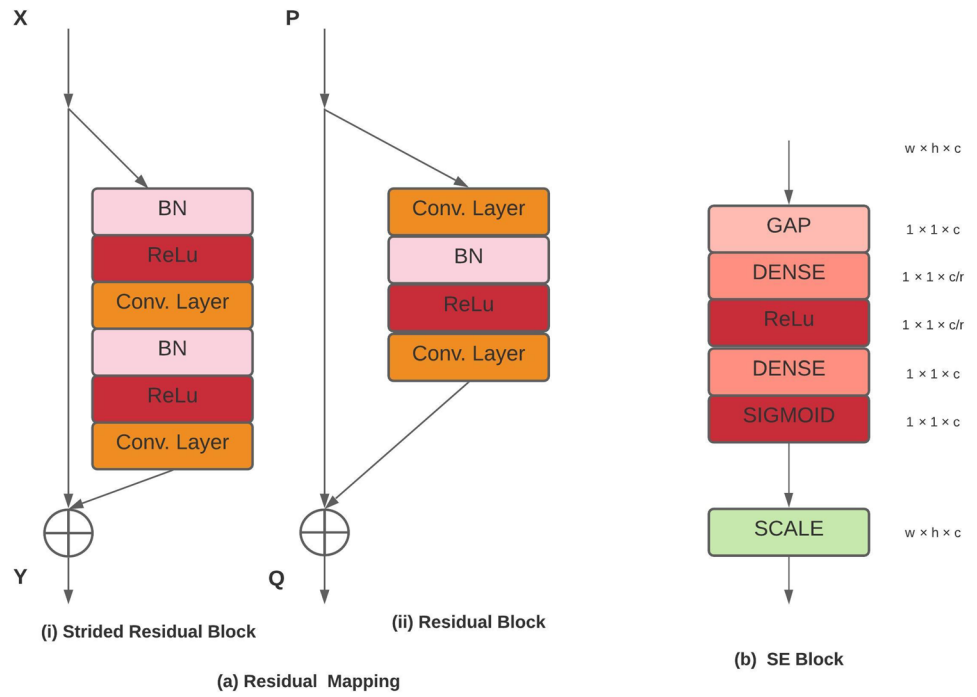 X
P
BN
ReLu
Conv. Layer
BN
ReLu
Conv. Layer
Y
(i) Strided Residual Block
Conv. Layer
BN
ReLu
Conv. Layer
Q
(ii) Residual Block
(a) Residual Mapping
w × h × c
GAP 1 × 1 × c
DENSE 1 × 1 × c/r
ReLu 1 × 1 × c/r
DENSE 1 × 1 × c
SIGMOID 1 × 1 × c
SCALE w × h × c
(b) SE Block